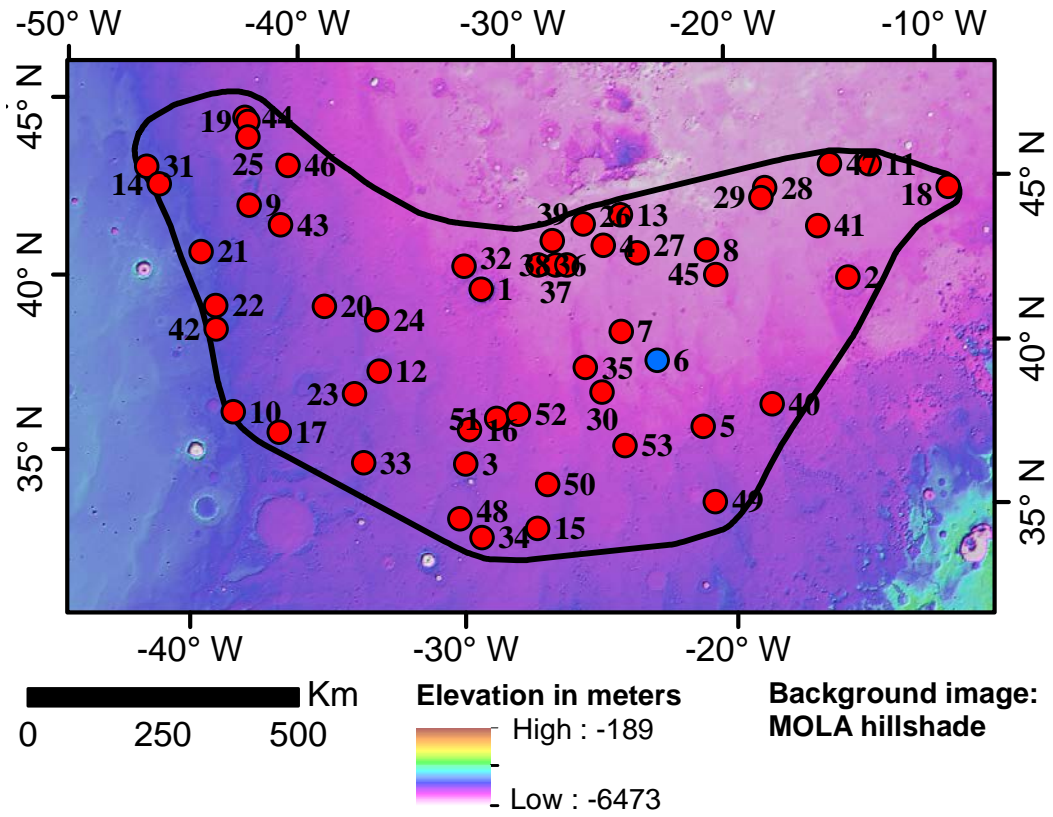 -50° W -40° W -30° W -20° W -10° W
45° N
40° N
35° N
45° N
40° N
35° N
19 44
25 46
31
14
9
43
21
22
42
20
24
12
23
10
17
33
32
1
39 26 13
4 27
38 36
37
8
45
29 28
47 11
18
41
2
7
6
35
30
40
5
53
51 16 52
3
50
48
34 15
49
-40° W -30° W -20° W
Km
0 250 500
Elevation in meters
High : -189
Low : -6473
Background image:
MOLA hillshade